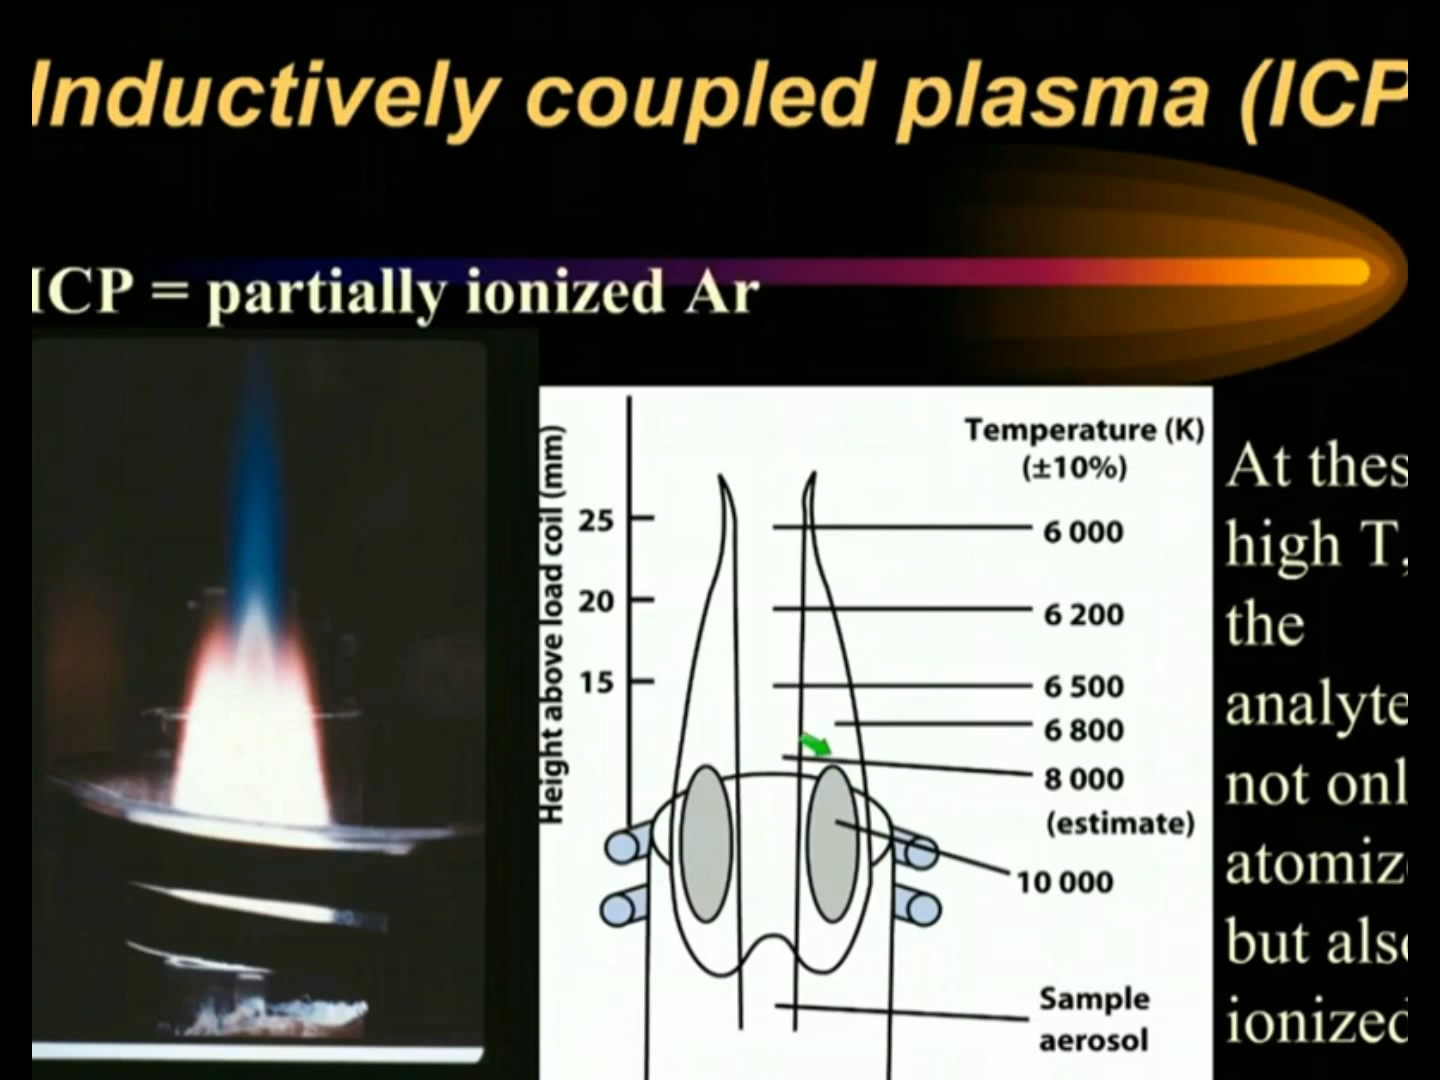 Inductively coupled plasma (ICP
ICP = partially ionized Ar
Height above load coil (mm)
25
20
15
Temperature (K)
(±10%)
6 000
6 200
6 500
6 800
8 000
(estimate)
10 000
Sample
aerosol
At thes
high T,
the
analyte
not onl
atomiz
but also
ionized